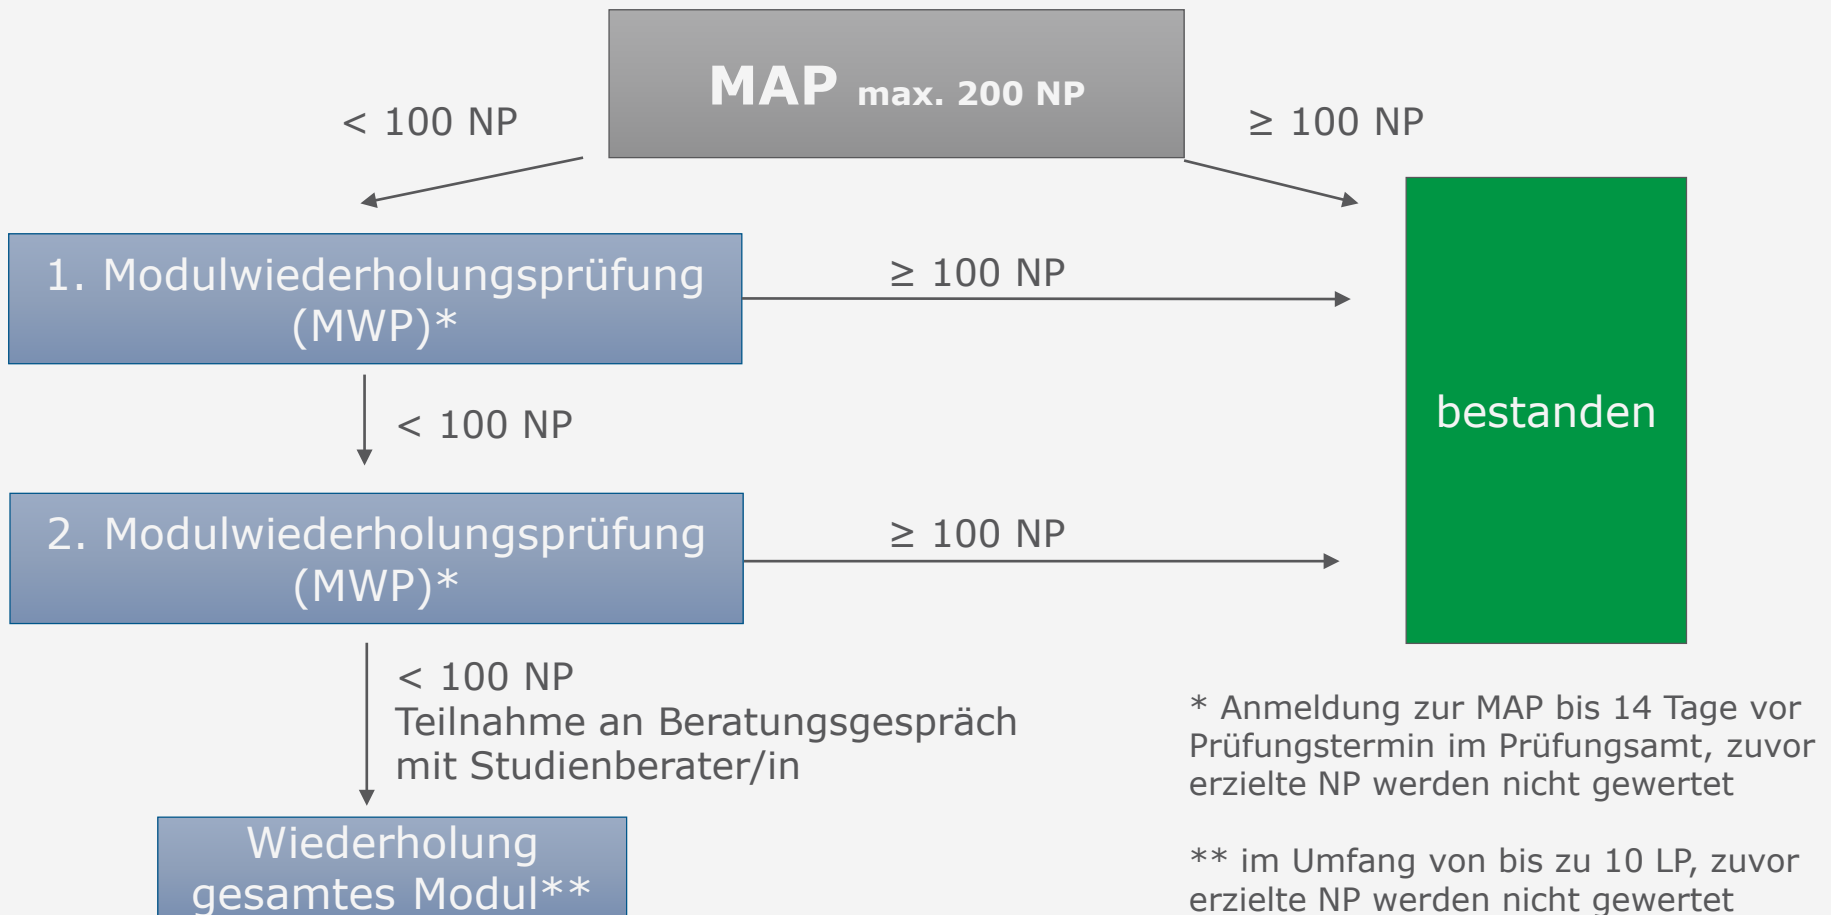 MAP max. 200 NP
< 100 NP
≥ 100 NP
1. Modulwiederholungsprüfung
(MWP)*
≥ 100 NP
< 100 NP
bestanden
2. Modulwiederholungsprüfung
(MWP)*
≥ 100 NP
< 100 NP
Teilnahme an Beratungsgespräch
mit Studienberater/in
Wiederholung
gesamtes Modul**
* Anmeldung zur MAP bis 14 Tage vor
Prüfungstermin im Prüfungsamt, zuvor
erzielte NP werden nicht gewertet
** im Umfang von bis zu 10 LP, zuvor
erzielte NP werden nicht gewertet